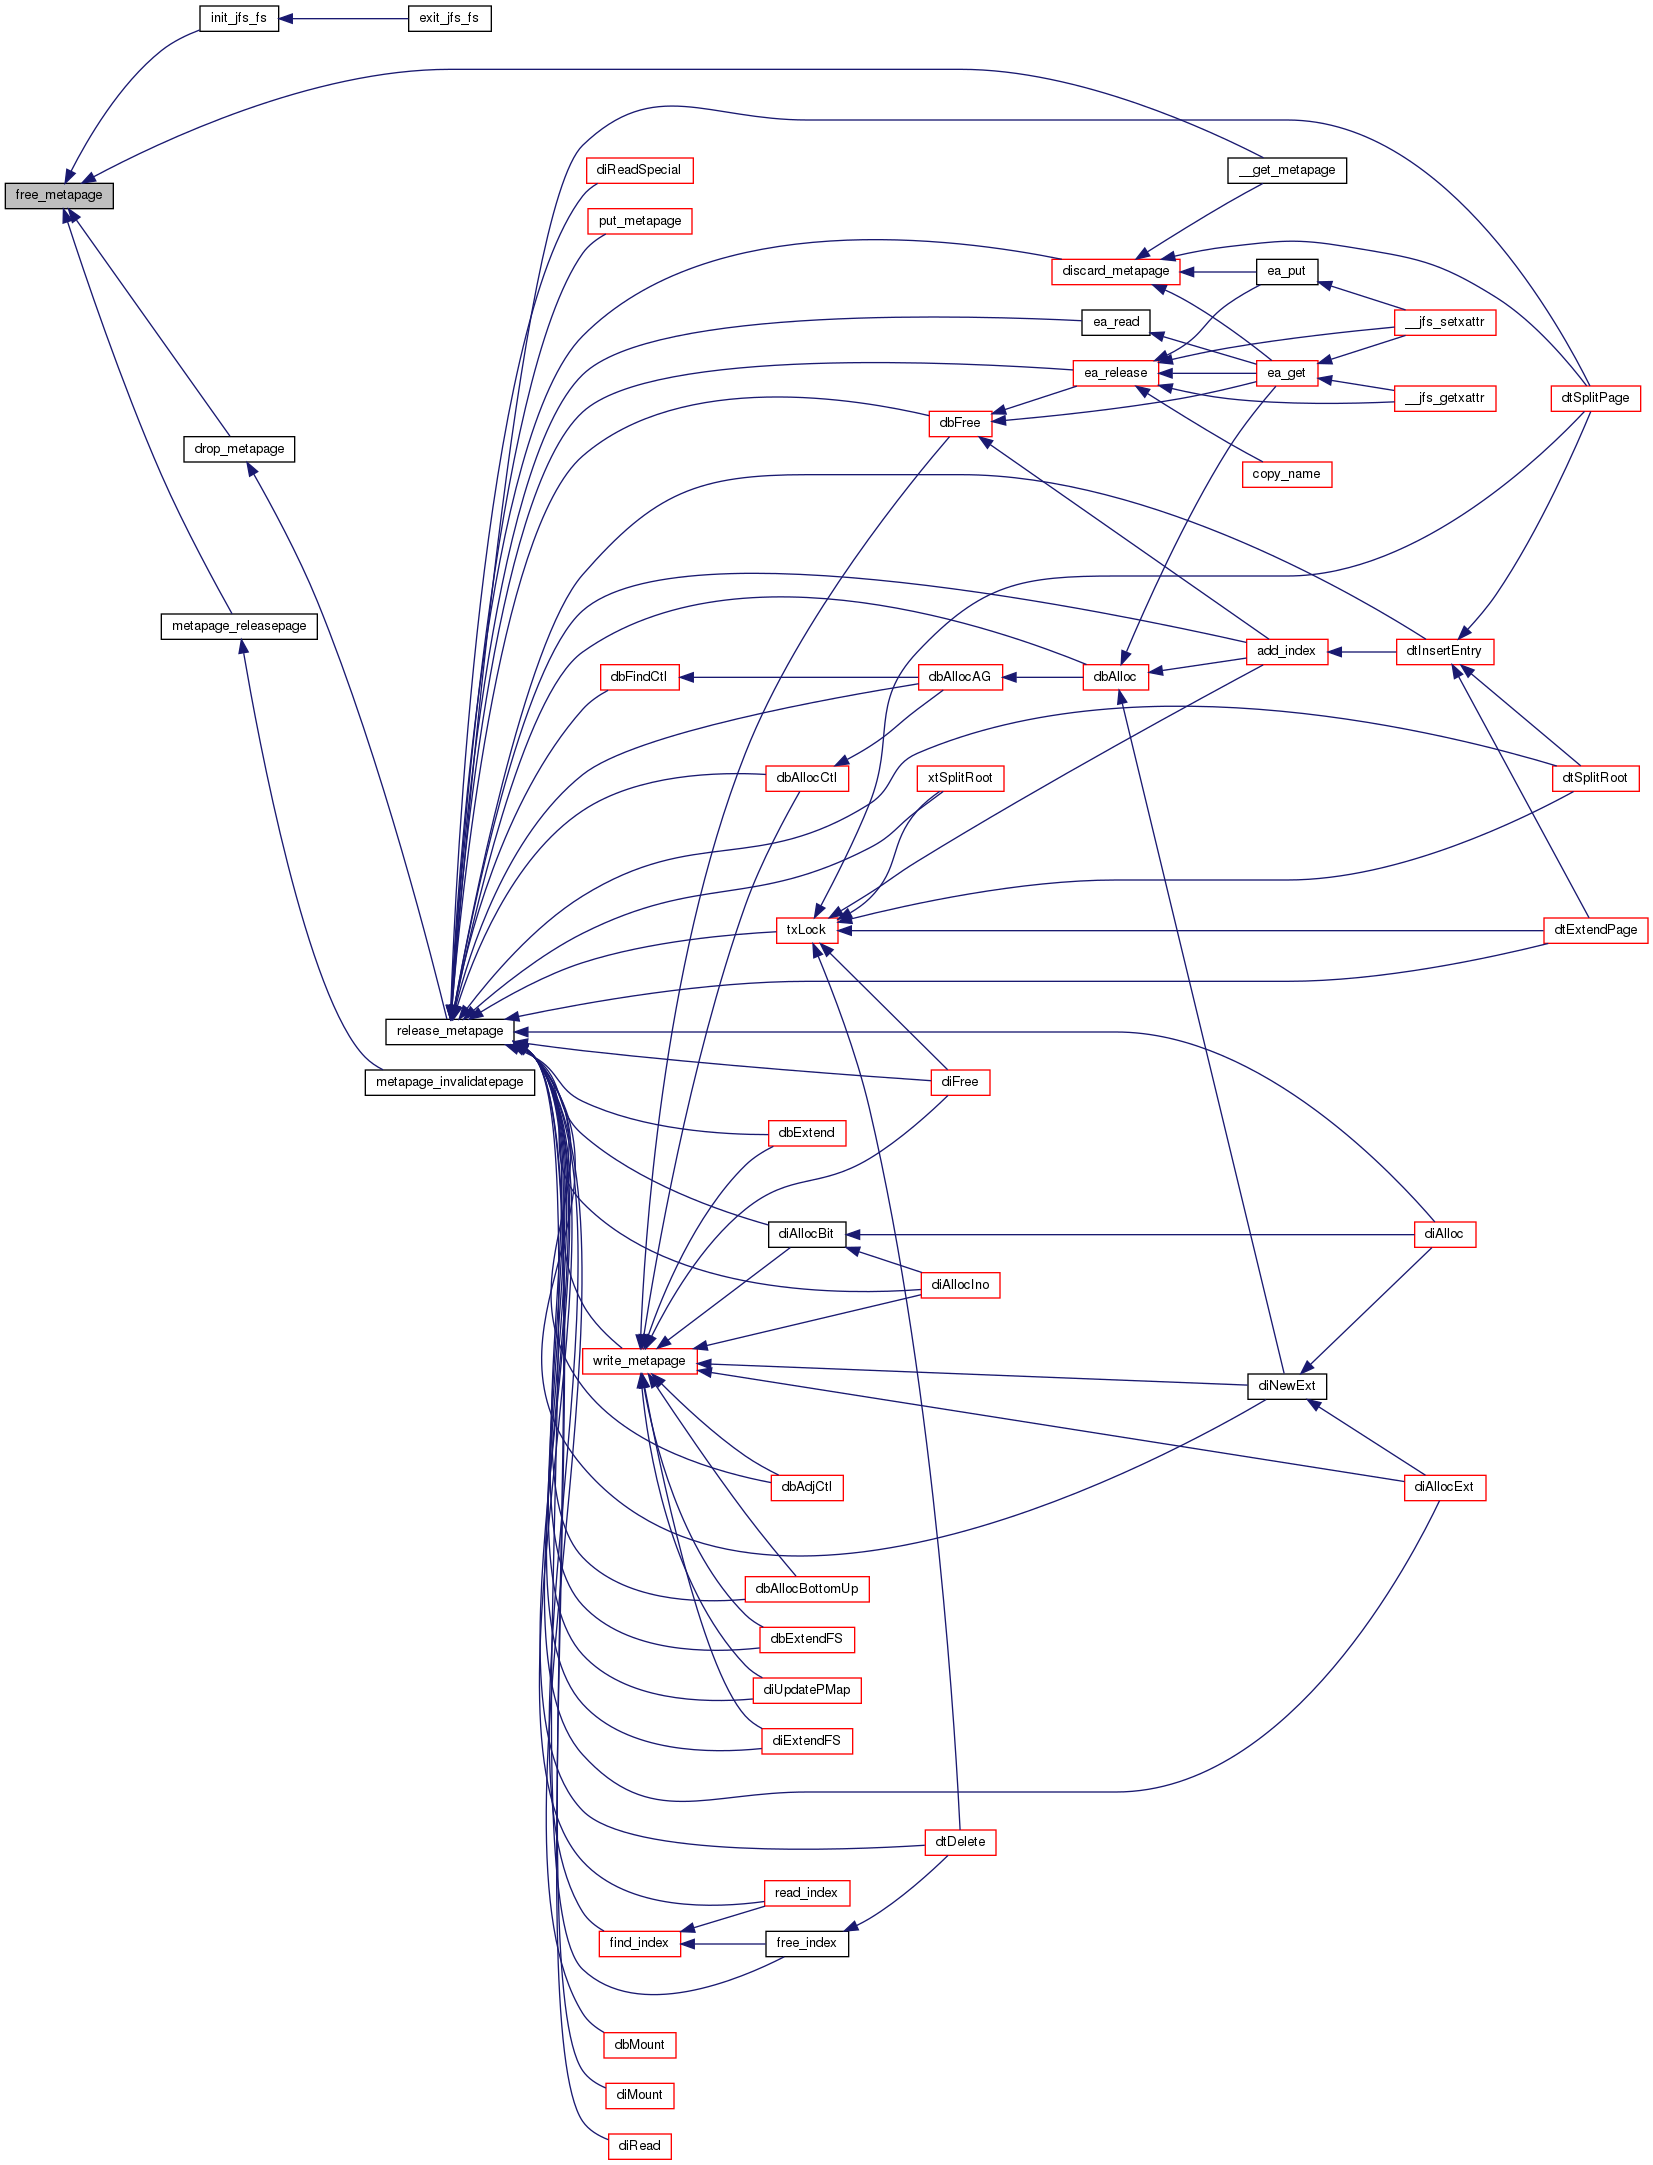 init_jfs_fs
exit_jfs_fs
diReadSpecial
__get_metapage
free_metapage
put_metapage
discard_metapage
ea_put
ea_read
__jfs_setxattr
ea_release
ea_get
__jfs_getxattr
dtSplitPage
dbFree
drop_metapage
copy_name
metapage_releasepage
add_index
dtInsertEntry
dbFindCtl
dbAllocAG
dbAlloc
dbAllocCtl
xtSplitRoot
dtSplitRoot
txLock
dtExtendPage
release_metapage
metapage_invalidatepage
diFree
dbExtend
diAllocBit
diAlloc
diAllocIno
write_metapage
diNewExt
dbAdjCtl
diAllocExt
dbAllocBottomUp
dbExtendFS
diUpdatePMap
diExtendFS
dtDelete
read_index
find_index
free_index
dbMount
diMount
diRead